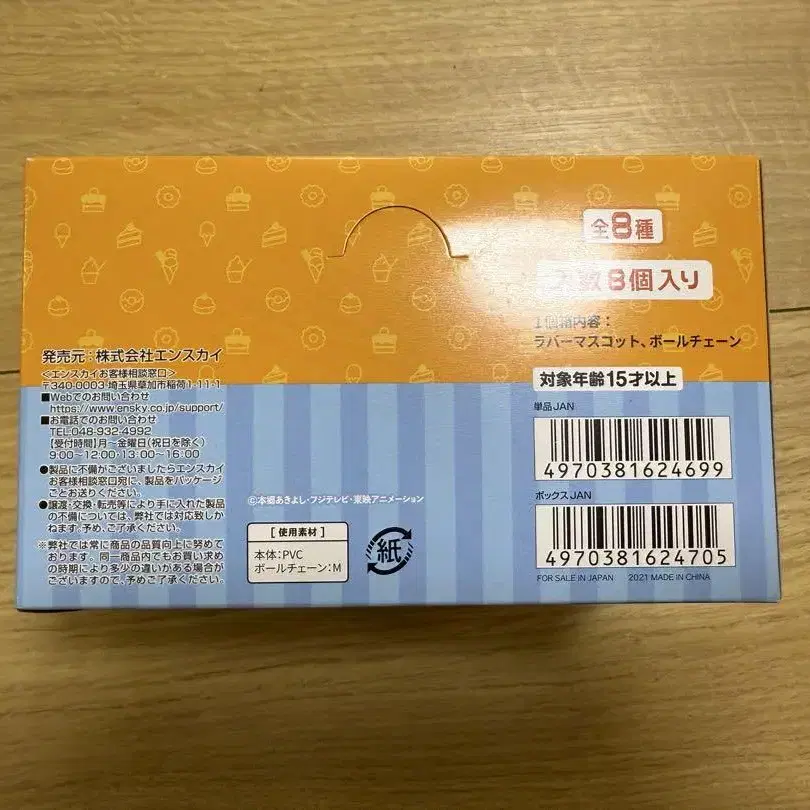 発売元:株式会社エンスカイ
<エンスカイお客様相談窓口>
〒340-0003 埼玉県草加市稲荷1-11-1
■Webでのお問い合わせ
https://www.ensky.co.jp/support/
■お電話でのお問い合わせ
TEL.048-932-4992
【受付時間】月~金曜日(祝日を除く)
9:00~12:00・13:00~16:00
●製品に不備がございましたらエンスカイ
お客様相談窓口宛に、製品をパッケージ
ごとお送りください。
●譲渡・交換・転売等により手に入れた製品
の不備については、弊社では対応致しか
ねます。予め、ご了承ください。
※弊社では常に商品の品質向上に努めて
おります。同一商品内でもお買い求め
の時期により多少の違いがある場合が
ございますので、予めご了承ください。
©本郷あきよし・フジテレビ・東映アニメーション
[使用素材]
本体:PVC
ボールチェーン:M
紙
全8種
入数8個入り
1個箱内容:
ラバーマスコット、ボールチェーン
対象年齢15才以上
単品JAN
4970381624699
ボックスJAN
4970381624705
FOR SALE IN JAPAN 2021 MADE IN CHINA